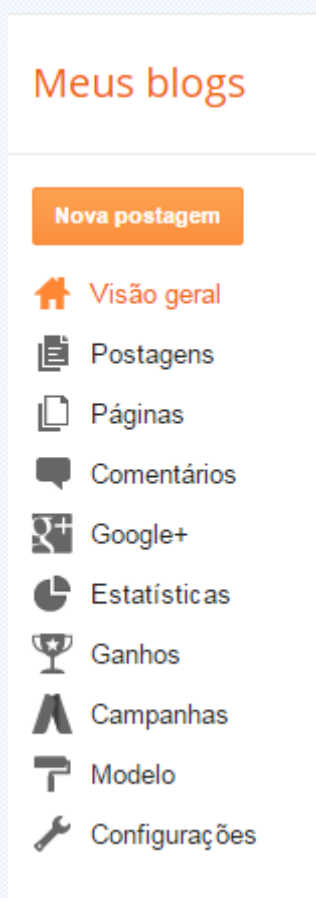 Meus blogs
Nova postagem
Visão geral
Postagens
Páginas
Comentários
g+ Google+
Estatísticas
Ganhos
Campanhas
Modelo
Configurações